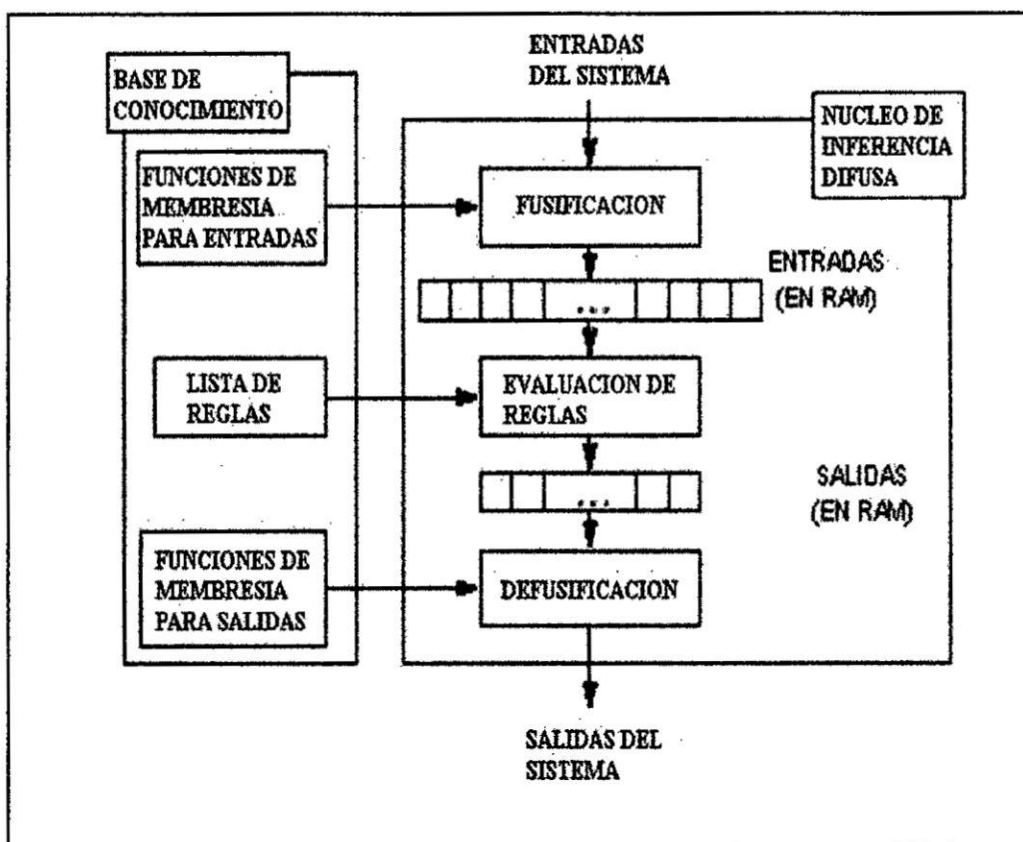 ENTRADAS
DEL SISTEMA
BASE DE
CONOCIMIENTO
NUCLEO DE
INFERENCIA
DIFUSA
FUNCIONES DE
MEMBRESIA
PARA ENTRADAS
FUSIFICACION
ENTRADAS
(EN RAM)
...
LISTA DE
REGLAS
EVALUACION DE
REGLAS
SALIDAS
(EN RAM)
...
FUNCIONES DE
MEMBRESIA
PARA SALIDAS
DEFUSIFICACION
SALIDAS DEL
SISTEMA